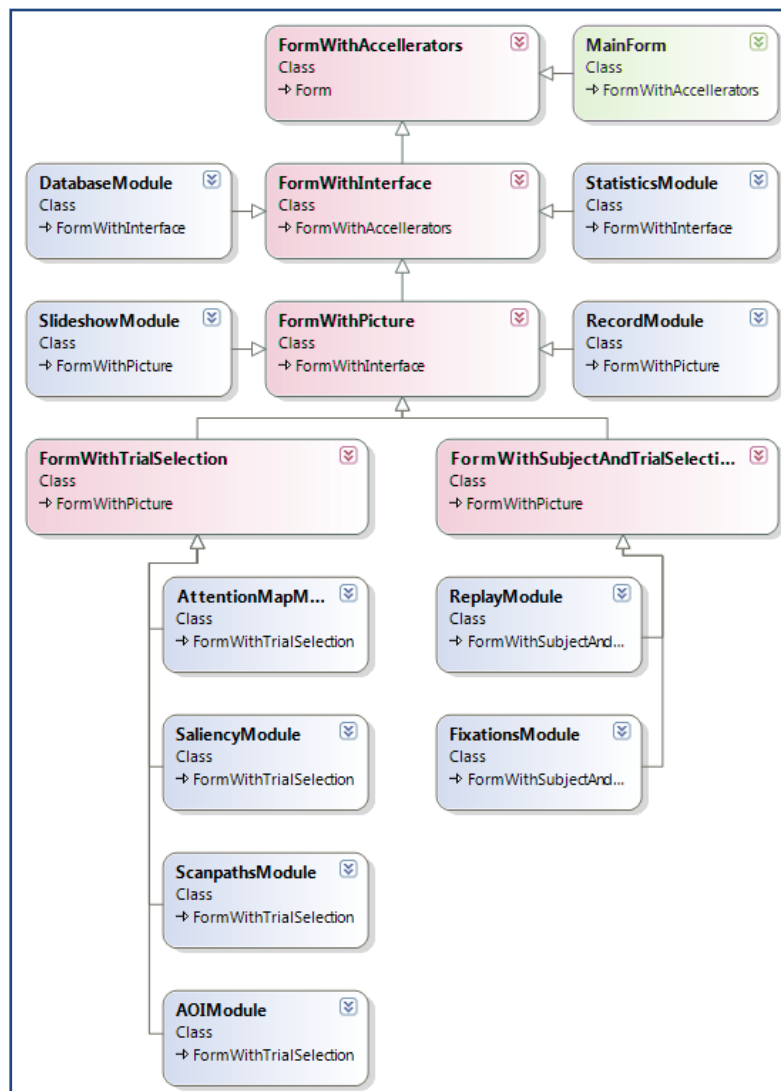 FormWithAccellerators
Class
→ Form
MainForm
Class
→ FormWithAccellerators
DatabaseModule
Class
→ FormWithInterface
FormWithInterface
Class
→ FormWithAccellerators
StatisticsModule
Class
→ FormWithInterface
SlideshowModule
Class
→ FormWithPicture
FormWithPicture
Class
→ FormWithInterface
RecordModule
Class
→ FormWithPicture
FormWithTrialSelection
Class
→ FormWithPicture
FormWithSubjectAndTrialSelecti...
Class
→ FormWithPicture
AttentionMapM...
Class
→ FormWithTrialSelection
ReplayModule
Class
→ FormWithSubjectAnd...
SaliencyModule
Class
→ FormWithTrialSelection
FixationsModule
Class
→ FormWithSubjectAnd...
ScanpathsModule
Class
→ FormWithTrialSelection
AOIModule
Class
→ FormWithTrialSelection